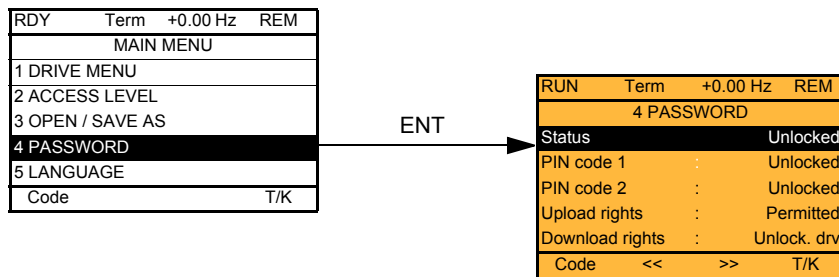 RDY Term +0.00 Hz REM
MAIN MENU
1 DRIVE MENU
2 ACCESS LEVEL
3 OPEN / SAVE AS
4 PASSWORD
5 LANGUAGE
Code T/K
ENT
RUN Term +0.00 Hz REM
4 PASSWORD
Status Unlocked
PIN code 1 : Unlocked
PIN code 2 : Unlocked
Upload rights : Permitted
Download rights : Unlock. drv
Code << >> T/K